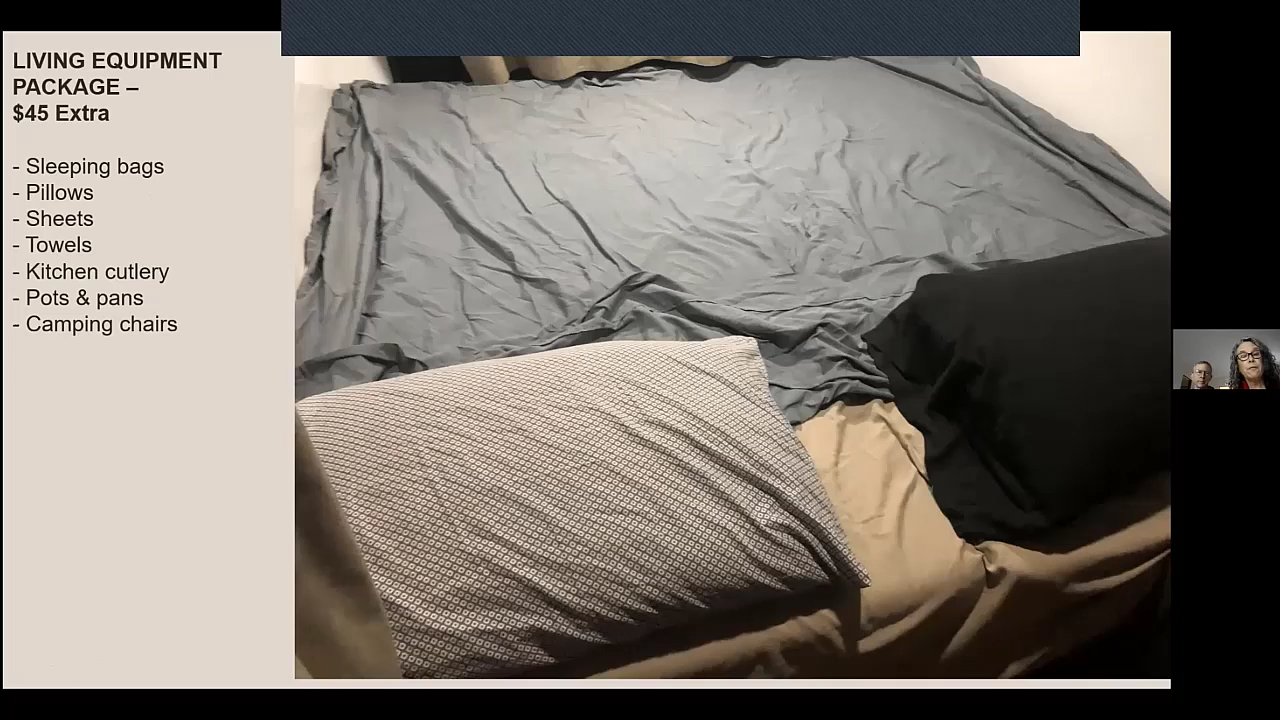 LIVING EQUIPMENT
PACKAGE –
$45 Extra
- Sleeping bags
- Pillows
- Sheets
- Towels
- Kitchen cutlery
- Pots & pans
- Camping chairs